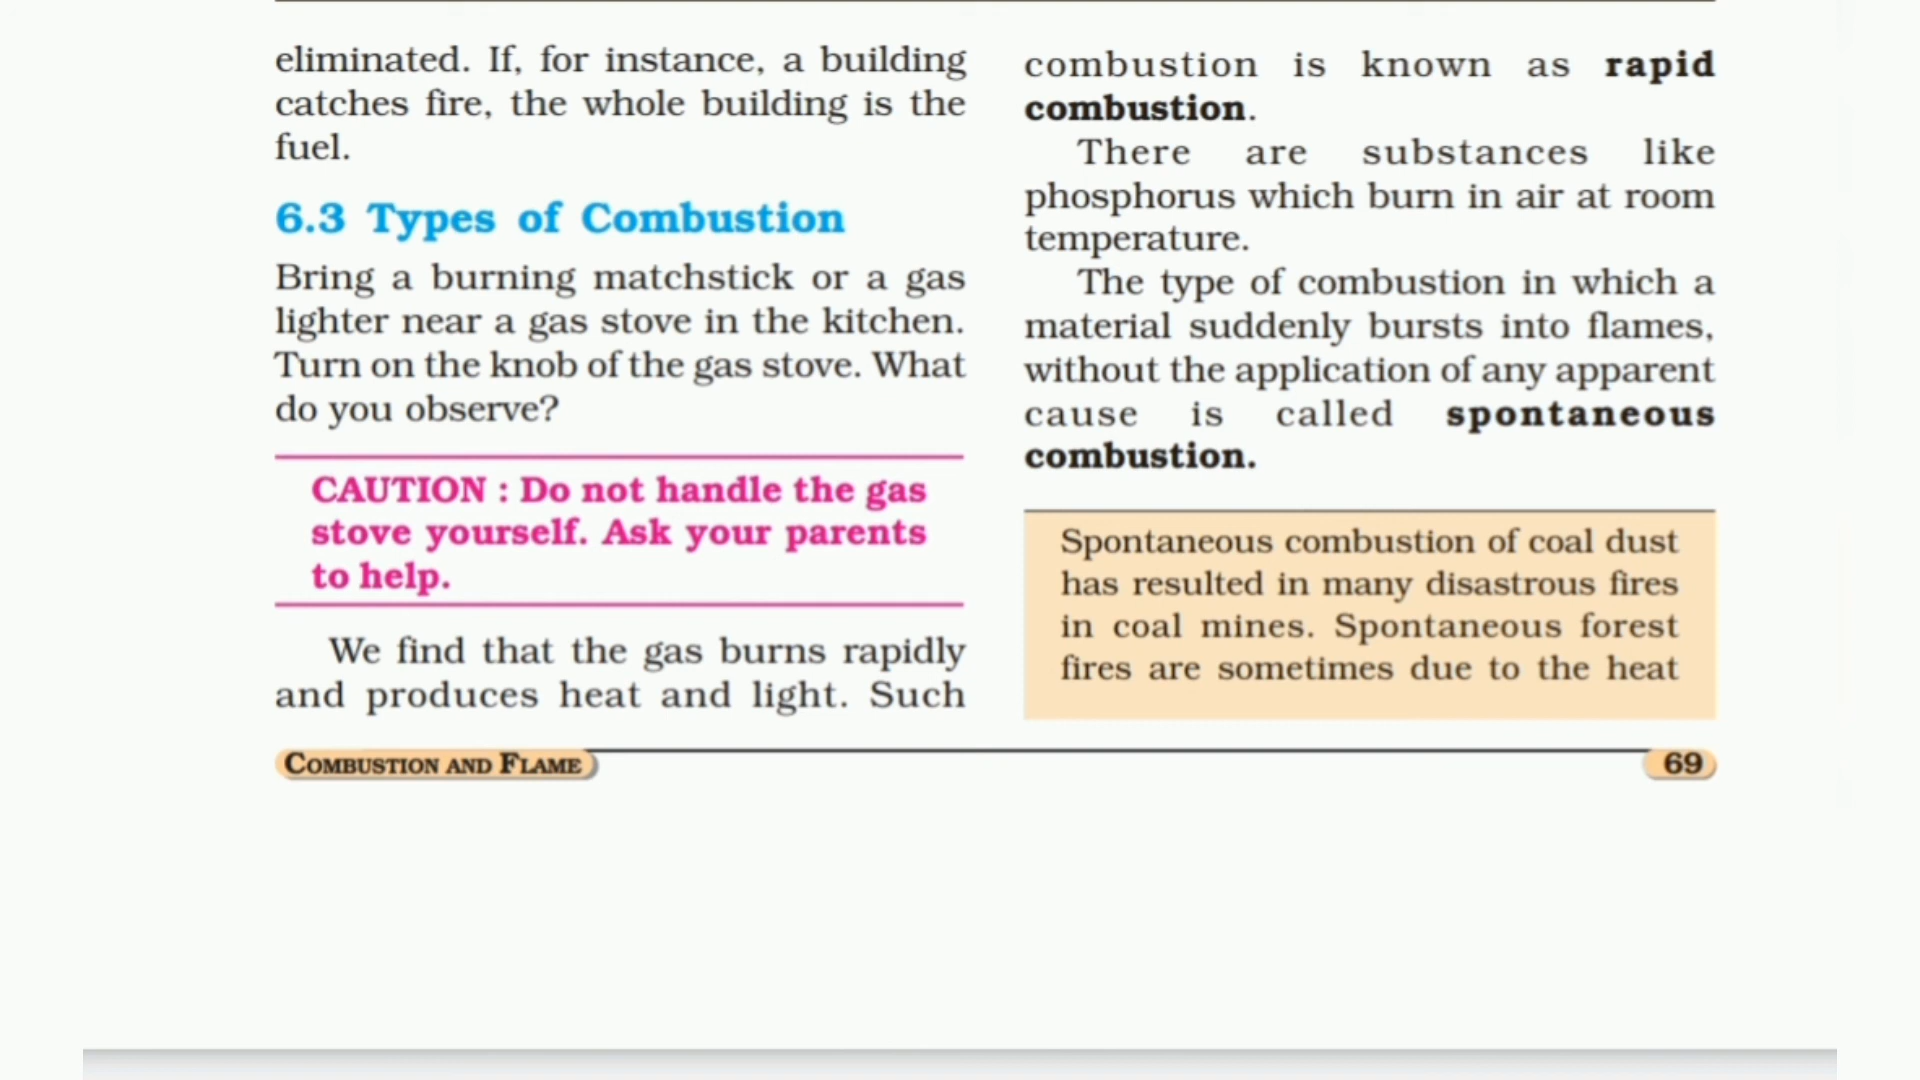 eliminated. If, for instance, a building
catches fire, the whole building is the
fuel.
6.3 Types of Combustion
Bring a burning matchstick or a gas
lighter near a gas stove in the kitchen.
Turn on the knob of the gas stove. What
do you observe?
CAUTION : Do not handle the gas
stove yourself. Ask your parents
to help.
We find that the gas burns rapidly
and produces heat and light. Such
combustion is known as rapid
combustion.
There are substances like
phosphorus which burn in air at room
temperature.
The type of combustion in which a
material suddenly bursts into flames,
without the application of any apparent
cause is called spontaneous
combustion.
Spontaneous combustion of coal dust
has resulted in many disastrous fires
in coal mines. Spontaneous forest
fires are sometimes due to the heat
COMBUSTION AND FLAME
69